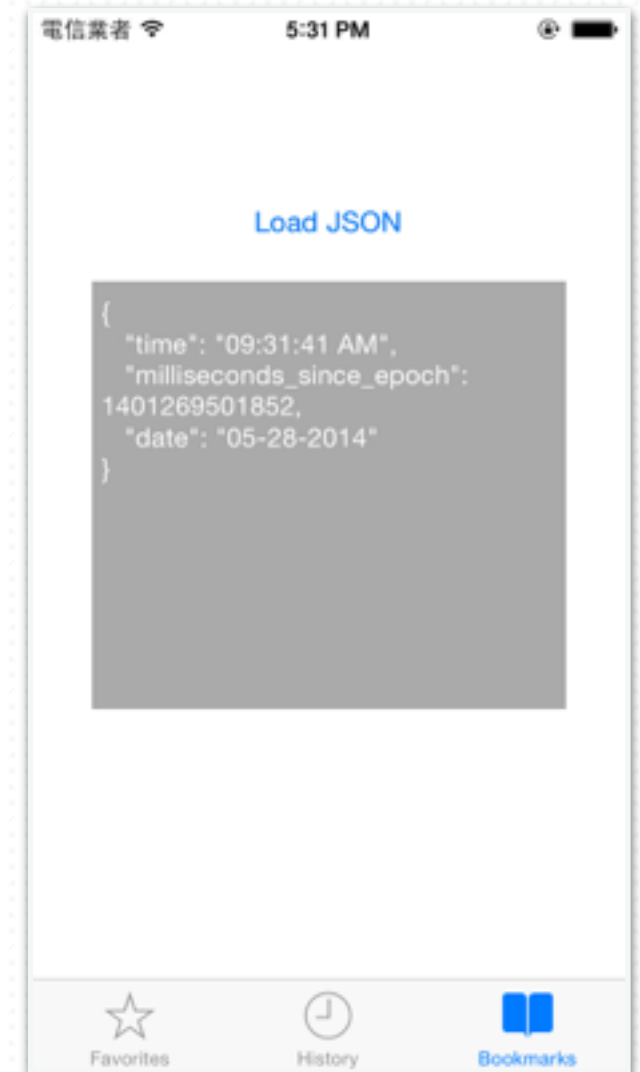 電信業者 5:31 PM
Load JSON
{
"time": "09:31:41 AM",
"milliseconds_since_epoch":
1401269501852,
"date": "05-28-2014"
}
Favorites History Bookmarks